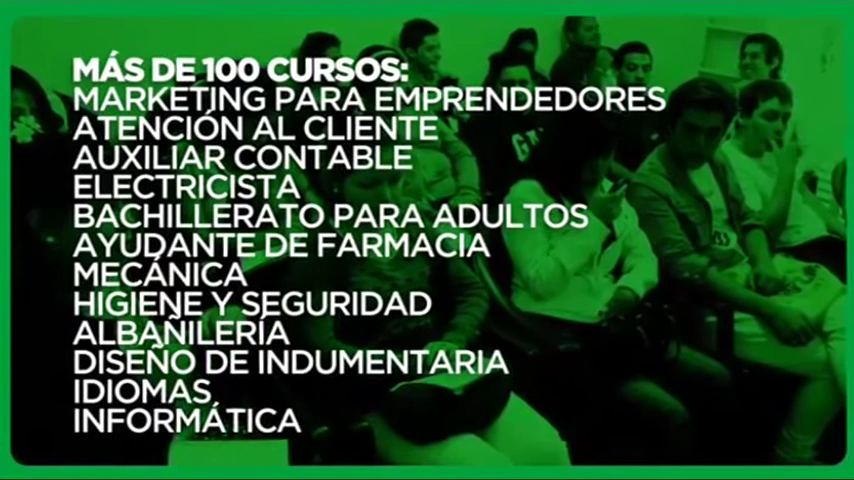 MÁS DE 100 CURSOS:
MARKETING PARA EMPRENDEDORES
ATENCIÓN AL CLIENTE
AUXILIAR CONTABLE
ELECTRICISTA
BACHILLERATO PARA ADULTOS
AYUDANTE DE FARMACIA
MECÁNICA
HIGIENE Y SEGURIDAD
ALBAÑILERÍA
DISEÑO DE INDUMENTARIA
IDIOMAS
INFORMÁTICA